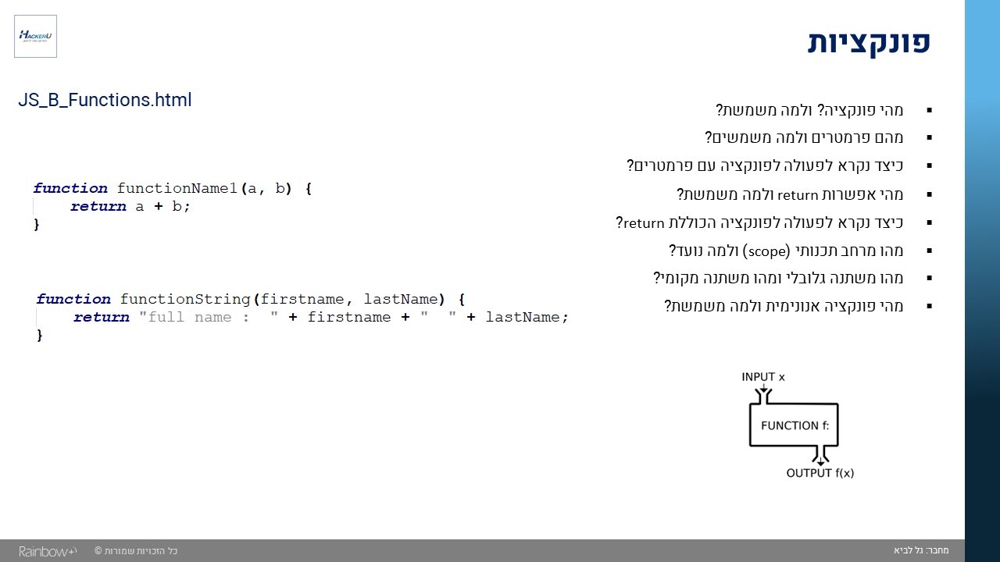 HACKERU
פונקציות
JS_B_Functions.html
מהי פונקציה? ולמה משמשת?
מהם פרמטרים ולמה משמשים?
כיצד נקרא לפעולה לפונקציה עם פרמטרים?
מהי אפשרות return ולמה משמשת?
כיצד נקרא לפעולה לפונקציה הכוללת return?
מהו מרחב תכנותי (scope) ולמה נועד?
מהו משתנה גלובלי ומהו משתנה מקומי?
מהי פונקציה אנונימית ולמה משמשת?
function functionName1(a, b) {
return a + b;
}
function functionString(firstname, lastName) {
return "full name :  " + firstname + "  " + lastName;
}
INPUT x
FUNCTION f:
OUTPUT f(x)
Rainbow+)
כל הזכויות שמורות ©
מחבר: גל לביא